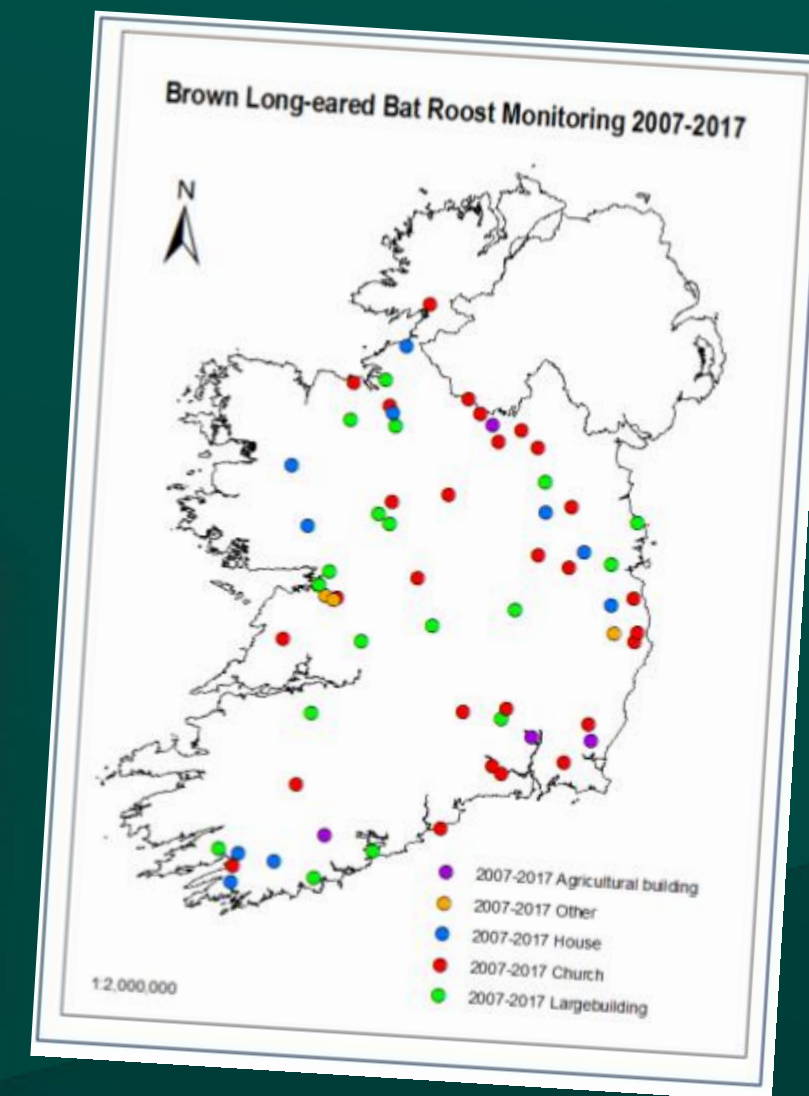 Brown Long-eared Bat Roost Monitoring 2007-2017
N
2007-2017 Agricultural building
2007-2017 Other
2007-2017 House
2007-2017 Church
2007-2017 Largebuilding
1:2,000,000